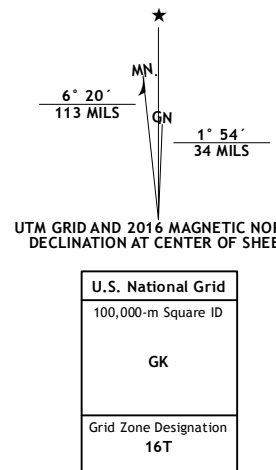 ★
MN.
6° 20´
113 MILS
GN
1° 54´
34 MILS
UTM GRID AND 2016 MAGNETIC NOR
DECLINATION AT CENTER OF SHEE
U.S. National Grid
100,000-m Square ID
GK
Grid Zone Designation
16T